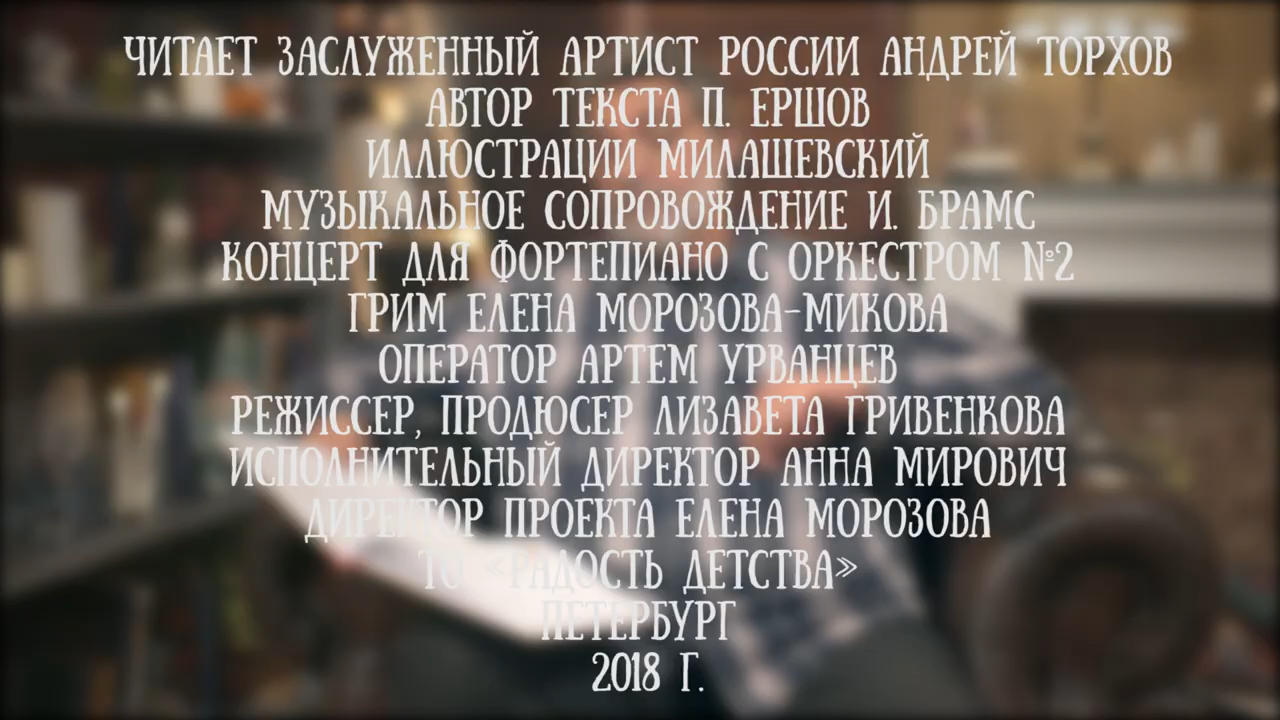 ЧИТАЕТ ЗАСЛУЖЕННЫЙ АРТИСТ РОССИИ АНДРЕЙ ТОРХОВ
АВТОР ТЕКСТА П. ЕРШОВ
ИЛЛЮСТРАЦИИ МИЛАШЕВСКИЙ
МУЗЫКАЛЬНОЕ СОПРОВОЖДЕНИЕ И. БРАМС
КОНЦЕРТ ДЛЯ ФОРТЕПИАНО С ОРКЕСТРОМ №2
ГРИМ ЕЛЕНА МОРОЗОВА-МИКОВА
ОПЕРАТОР АРТЕМ УРВАНЦЕВ
РЕЖИССЕР, ПРОДЮСЕР ЛИЗАВЕТА ГРИВЕНКОВА
ИСПОЛНИТЕЛЬНЫЙ ДИРЕКТОР АННА МИРОВИЧ
ДИРЕКТОР ПРОЕКТА ЕЛЕНА МОРОЗОВА
ТО «РАДОСТЬ ДЕТСТВА»
ПЕТЕРБУРГ
2018 Г.